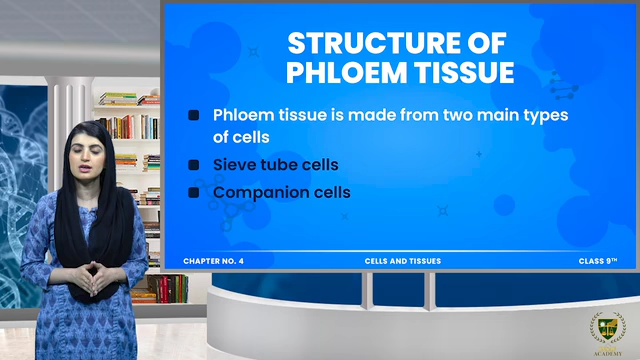 STRUCTURE OF
PHLOEM TISSUE
Phloem tissue is made from two main types
of cells
Sieve tube cells
Companion cells
CHAPTER NO. 4
CELLS AND TISSUES
CLASS 9TH
ACADEMY